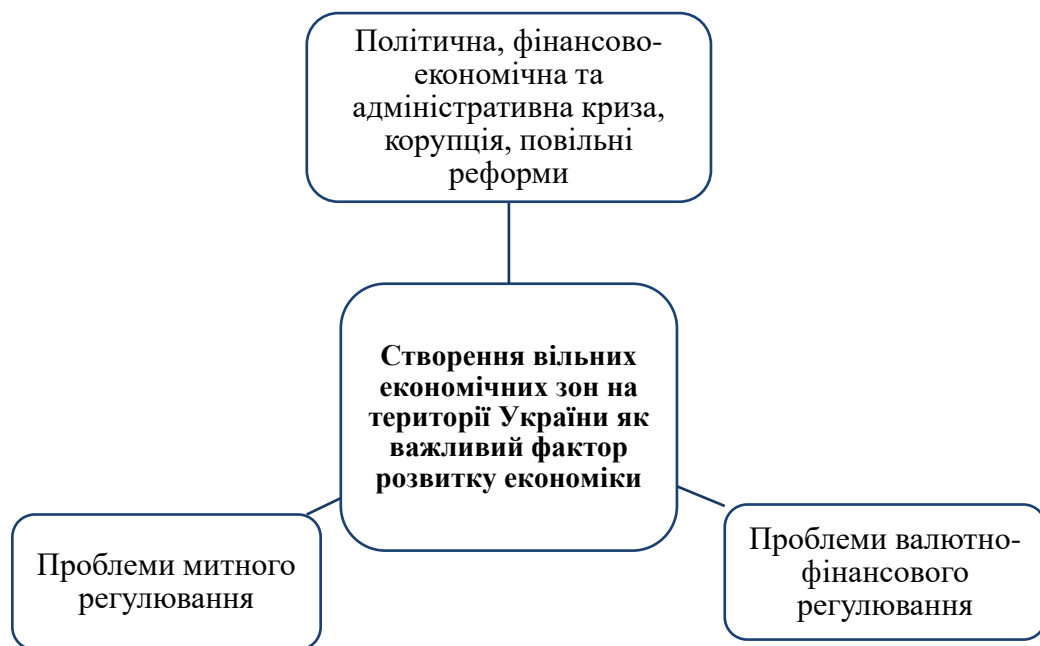 Політична, фінансово-
економічна та
адміністративна криза,
корупція, повільні
реформи
Створення вільних
економічних зон на
території України як
важливий фактор
розвитку економіки
Проблеми митного
регулювання
Проблеми валютно-
фінансового
регулювання